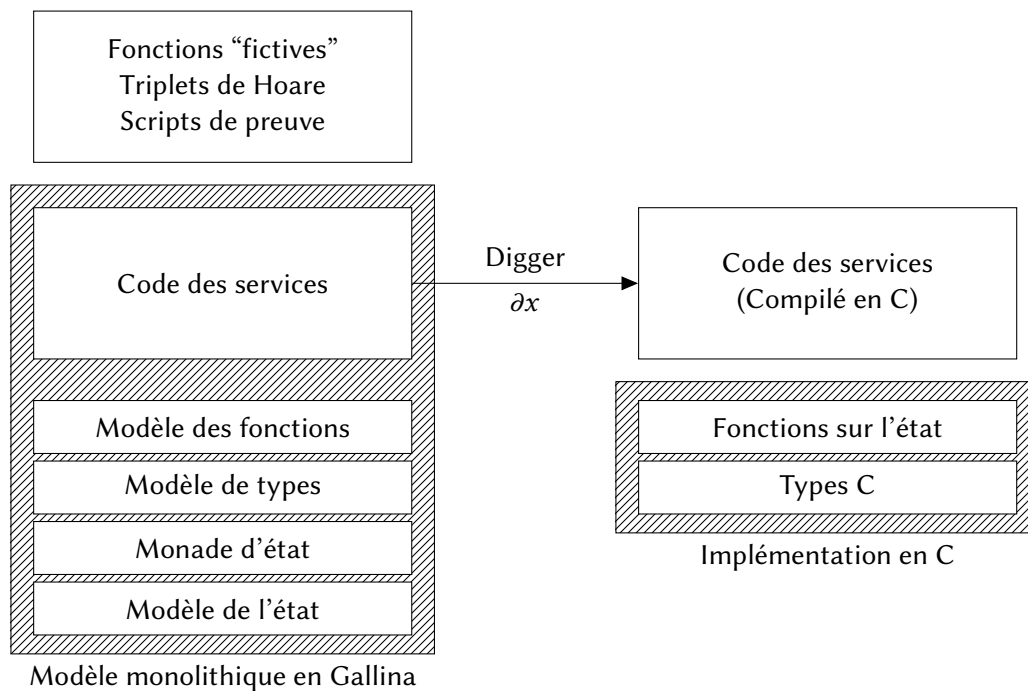 Fonctions “fictives”
Triplets de Hoare
Scripts de preuve
Code des services
Digger
∂x
Code des services
(Compilé en C)
Modèle des fonctions
Modèle de types
Monade d’état
Modèle de l’état
Modèle monolithique en Gallina
Fonctions sur l’état
Types C
Implémentation en C